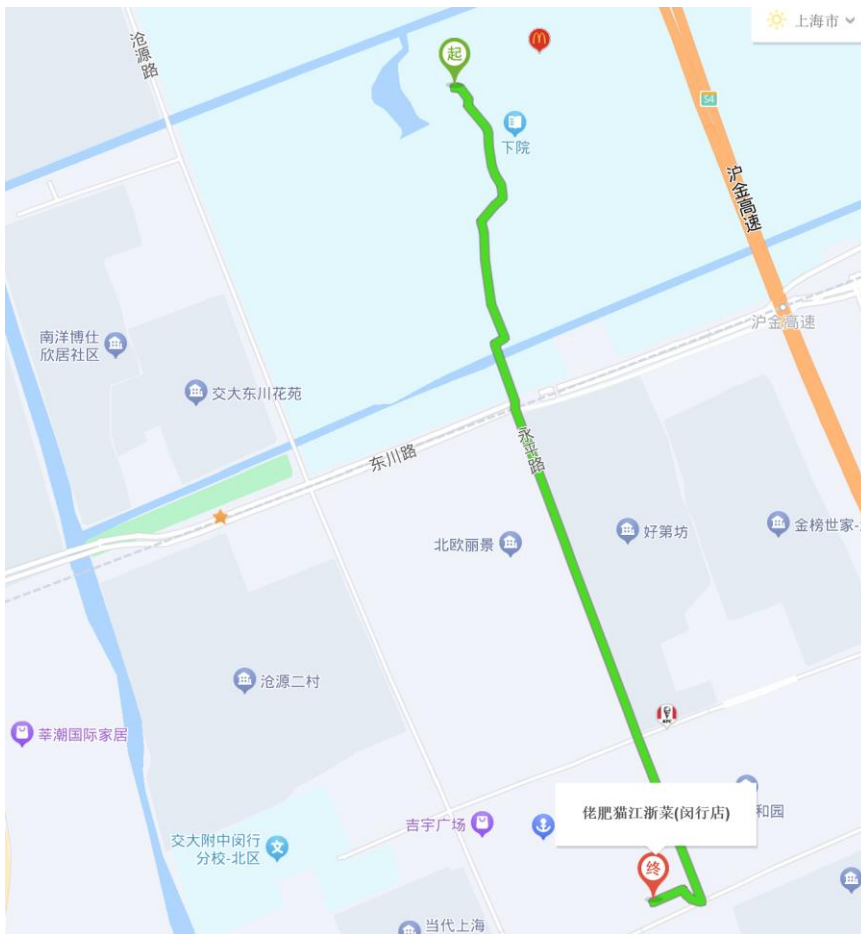 上海市
沧源路
起
S4
下院
沪金高速
沪金高速
南洋博仕
欣居社区
交大东川花苑
永平路
东川路
北欧丽景
好第坊
金榜世家-
沧源二村
莘潮国际家居
佬肥猫江浙菜(闵行店)
和园
吉宇广场
交大附中闵行
分校-北区
文
终
当代上海